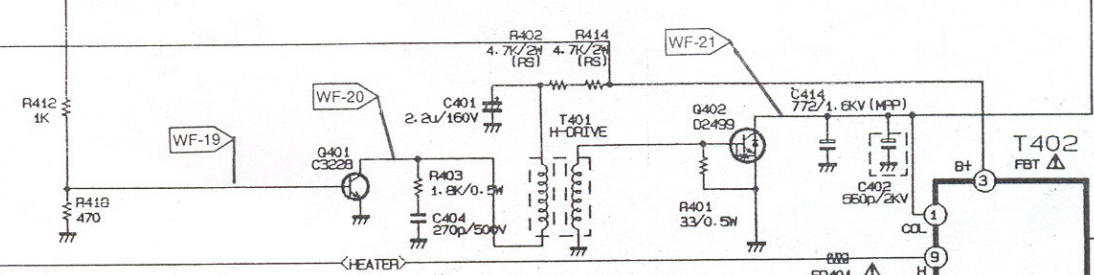 R402 R414
4.7K/2W 4.7K/2W
(RS) (RS)
WF-21
R412
1K
WF-20
C401
2.2u/160V
C414
772/1.6KV(MPP)
WF-19
T401
H-DRIVE
Q402
D2499
Q401
C3228
T402
FBT
B+
3
R403
1.8K/0.5W
C402
560p/2KV
R418
470
C404
270p/500V
R401
33/0.5W
1
COL
<HEATER>
9
H